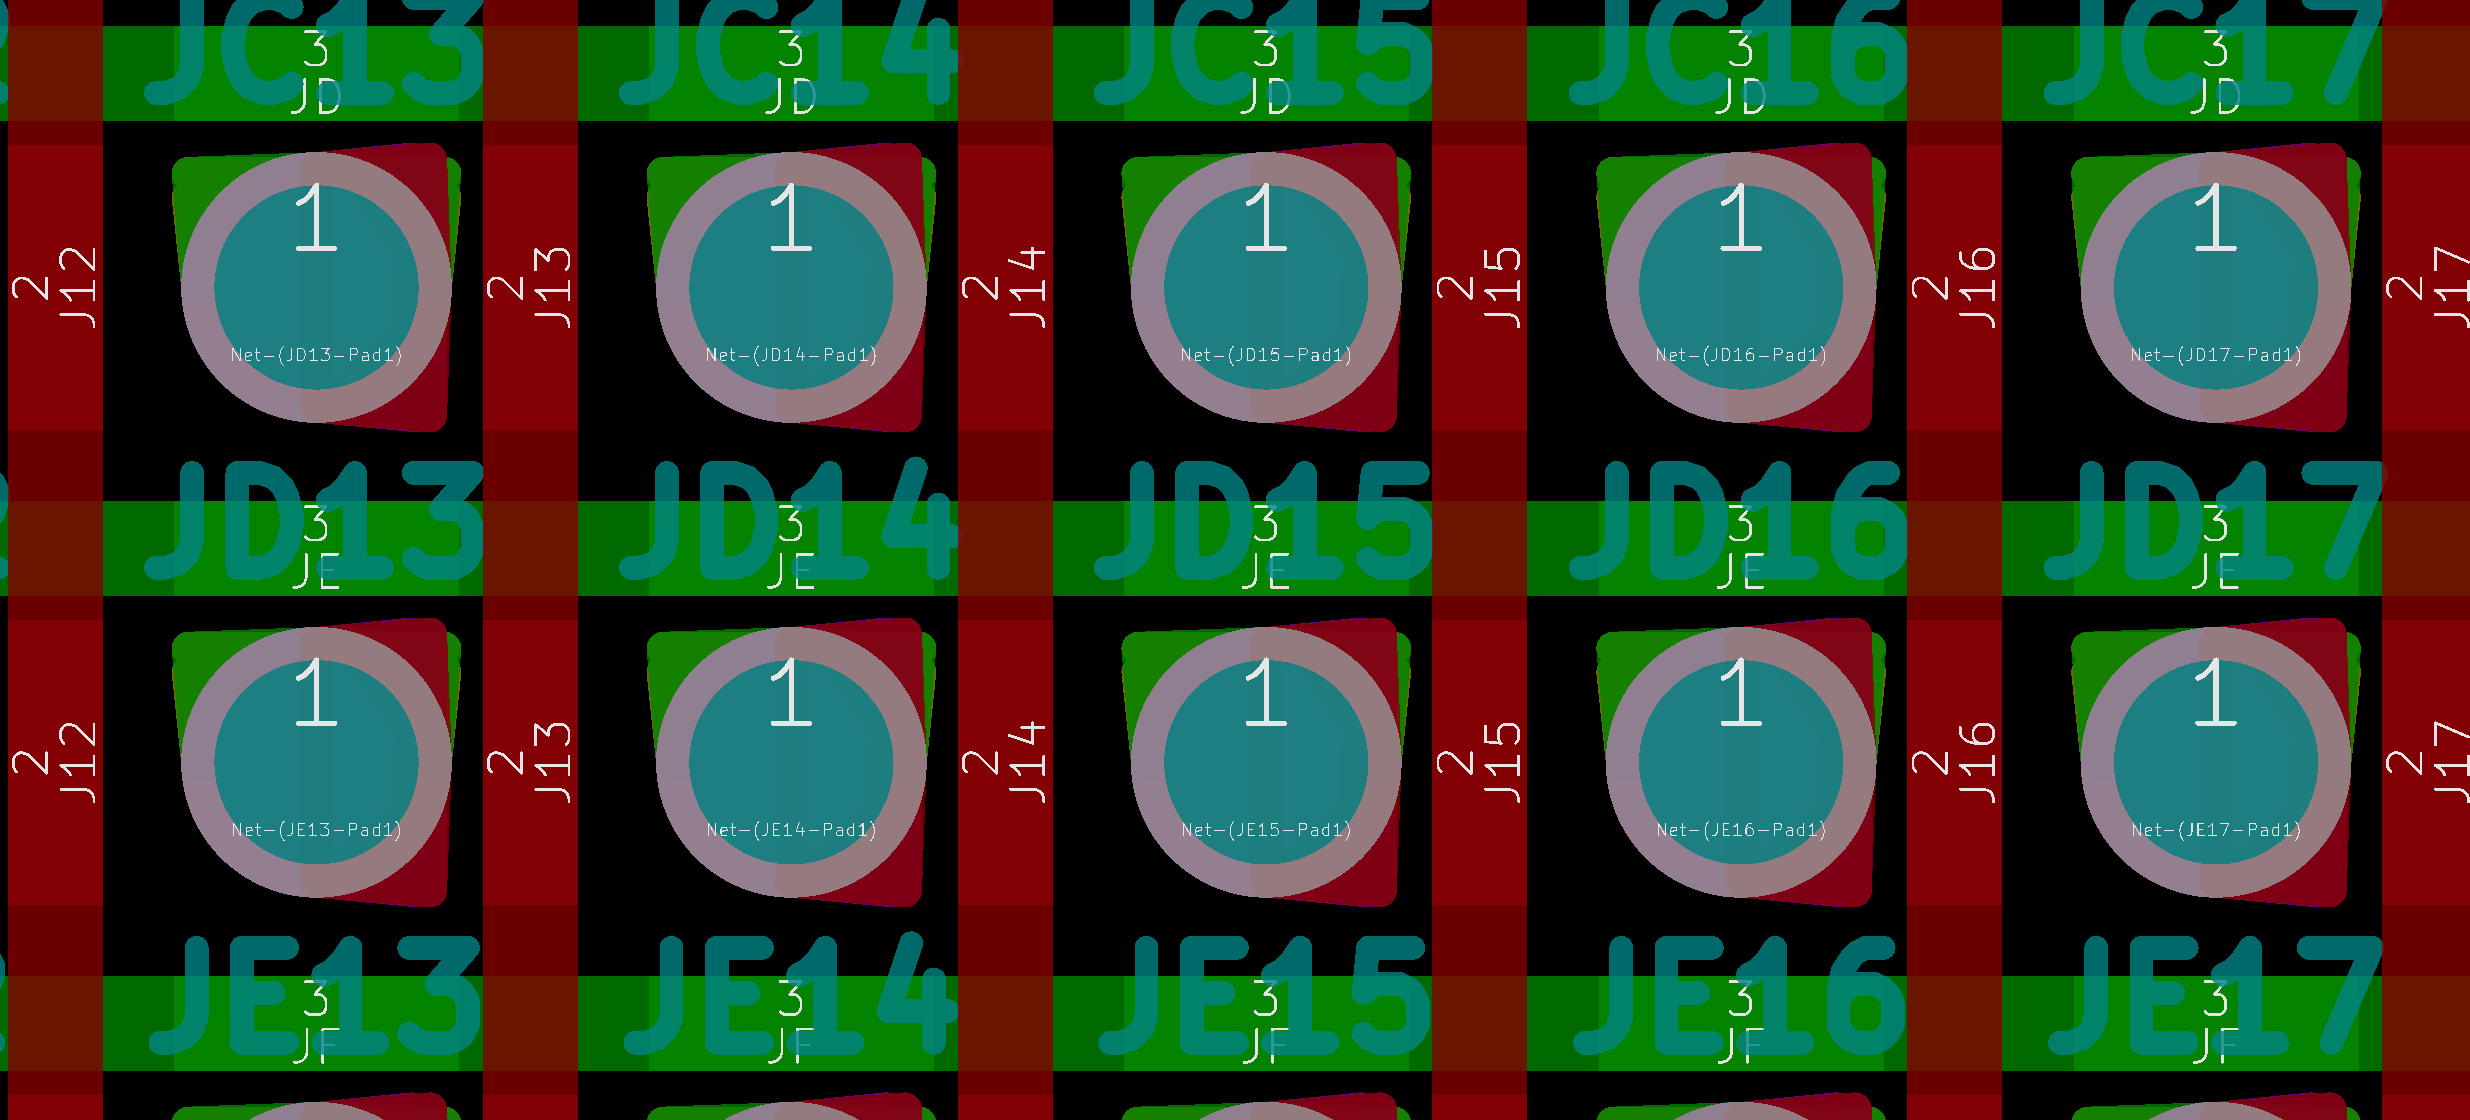 JC13 JC14 JC15 JC16 JC17
3 3 3 3 3
JD JD JD JD JD
1 1 1 1 1
2 2 2 2 2 2
J12 J13 J14 J15 J16 J17
Net-(JD13-Pad1) Net-(JD14-Pad1) Net-(JD15-Pad1) Net-(JD16-Pad1) Net-(JD17-Pad1)
JD13 JD14 JD15 JD16 JD17
3 3 3 3 3
JE JE JE JE JE
1 1 1 1 1
2 2 2 2 2 2
J12 J13 J14 J15 J16 J17
Net-(JE13-Pad1) Net-(JE14-Pad1) Net-(JE15-Pad1) Net-(JE16-Pad1) Net-(JE17-Pad1)
JE13 JE14 JE15 JE16 JE17
3 3 3 3 3
JF JF JF JF JF